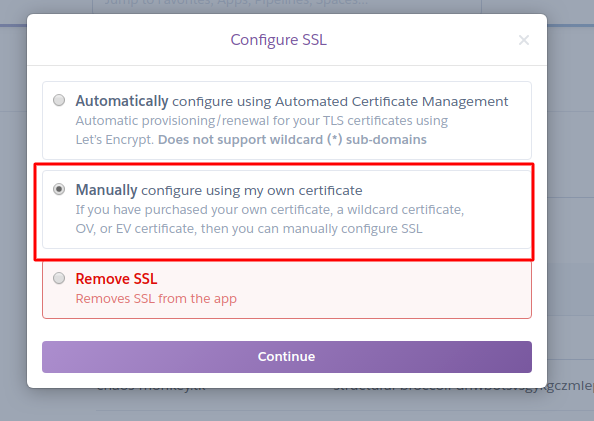 Jump to Favorites, Apps, Pipelines, Spaces...
Configure SSL
×
Automatically configure using Automated Certificate Management
Automatic provisioning/renewal for your TLS certificates using
Let's Encrypt. Does not support wildcard (*) sub-domains
Manually configure using my own certificate
If you have purchased your own certificate, a wildcard certificate,
OV, or EV certificate, then you can manually configure SSL
Remove SSL
Removes SSL from the app
Continue